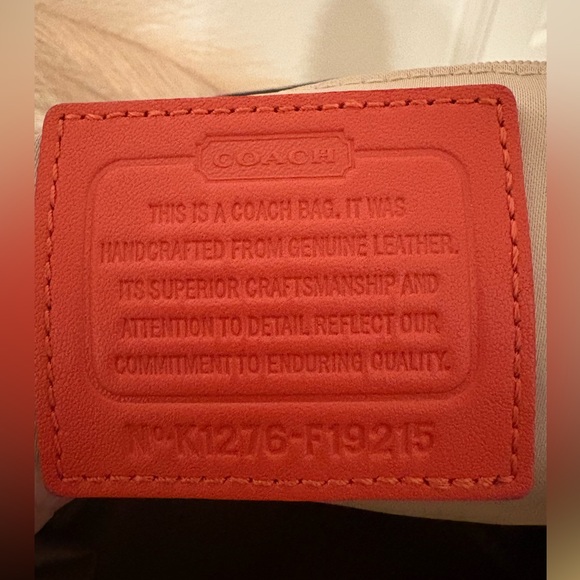 COACH
THIS IS A COACH BAG. IT WAS
HANDCRAFTED FROM GENUINE LEATHER.
ITS SUPERIOR CRAFTSMANSHIP AND
ATTENTION TO DETAIL REFLECT OUR
COMMITMENT TO ENDURING QUALITY.
Nº K1276-F19215